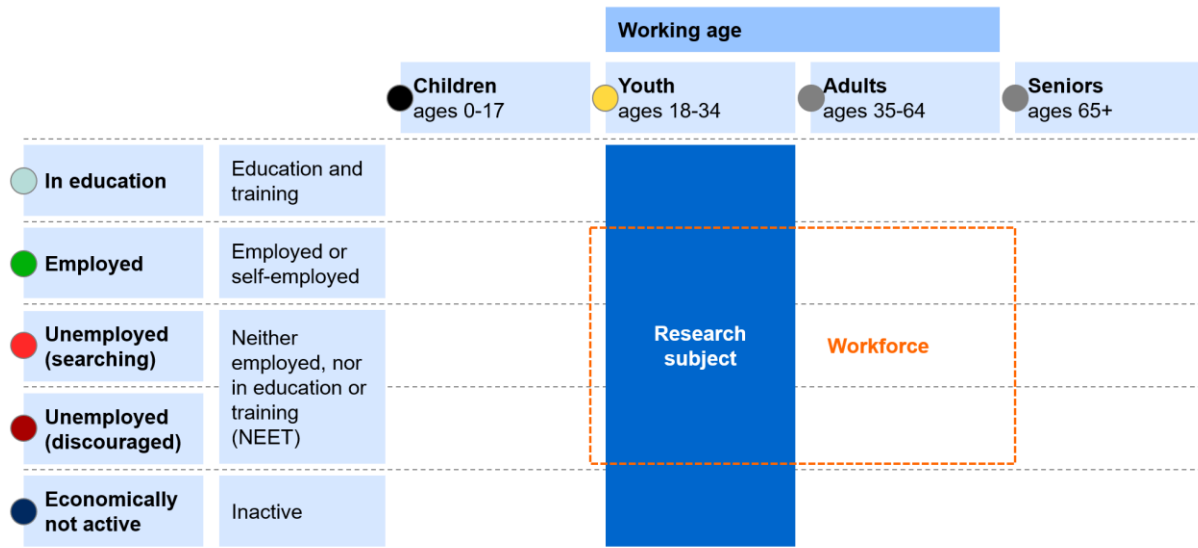 Working age
Children
ages 0-17
Youth
ages 18-34
Adults
ages 35-64
Seniors
ages 65+
In education
Education and
training
Employed
Employed or
self-employed
Unemployed
(searching)
Neither
employed, nor
in education or
training
(NEET)
Research
subject
Workforce
Unemployed
(discouraged)
Economically
not active
Inactive